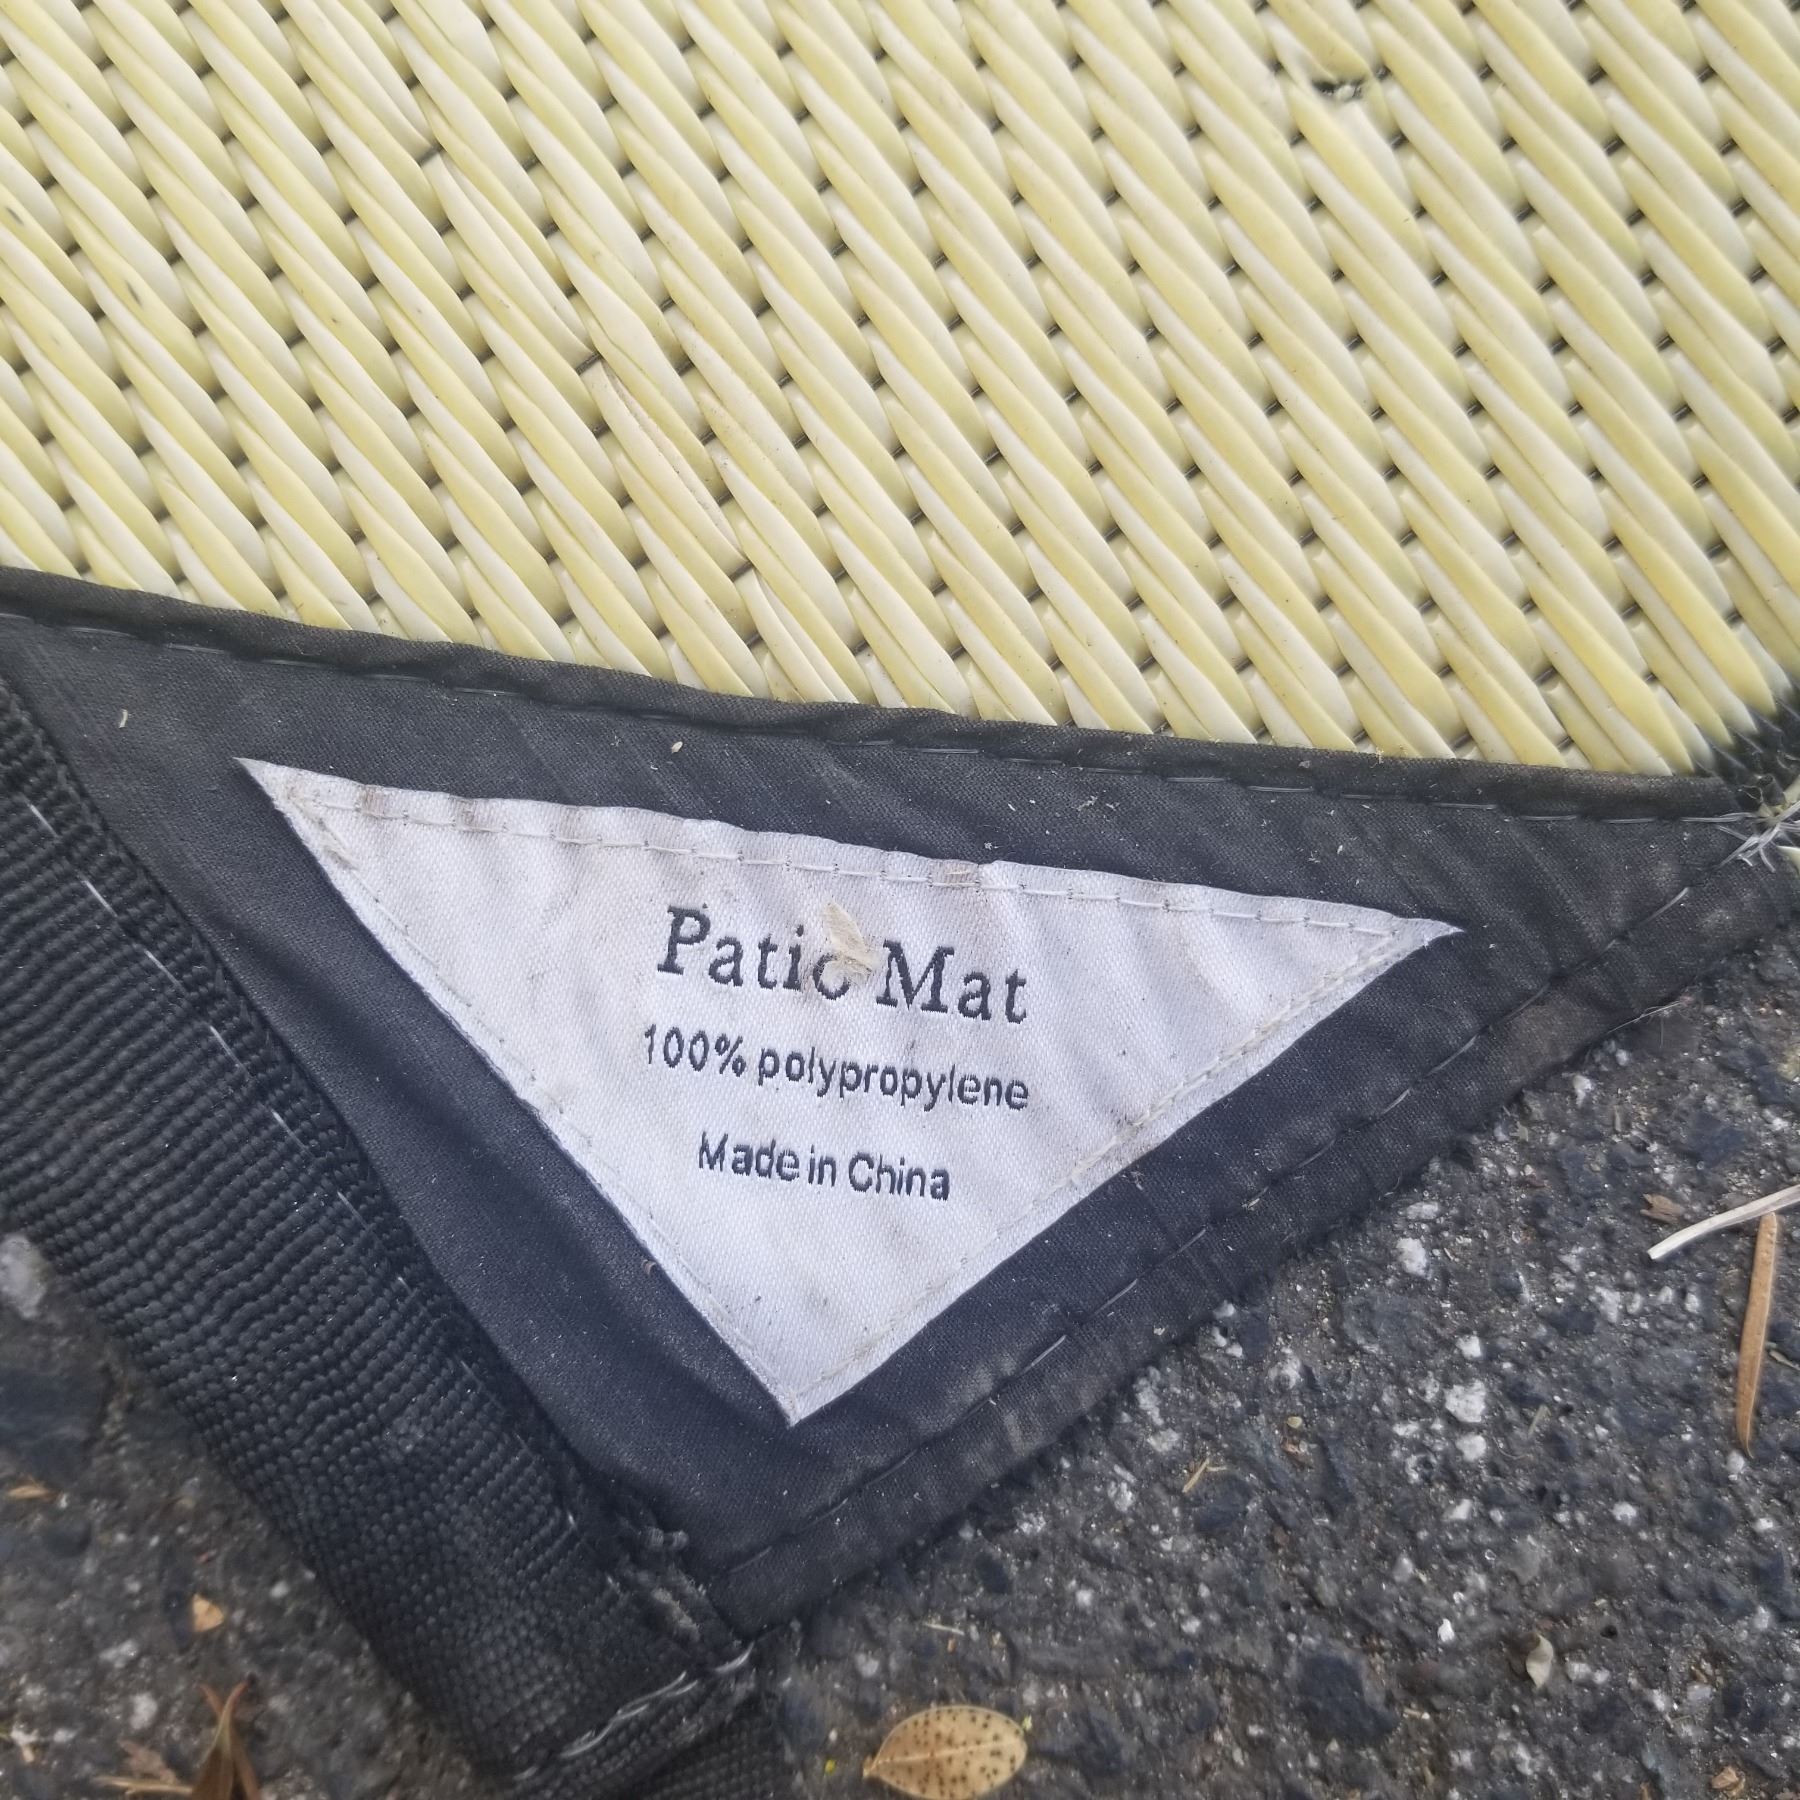 Patio Mat
100% polypropylene
Made in China